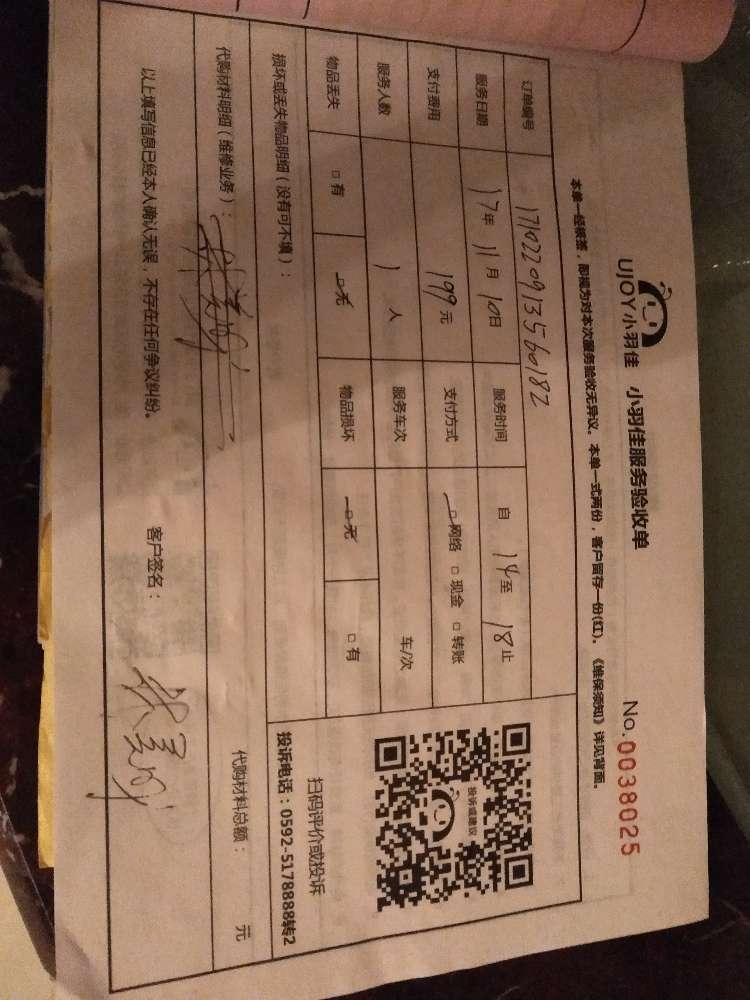 UJOY小羽佳 小羽佳服务验收单 No.0038025
本单一经核签，即视为对本次服务验收无异议。本单一式两份，客户留存一份(红)。《维保须知》详见背面。
订单编号 1710220913560182
服务日期 17年 11月 10日 服务时间 自 14至 18止
支付费用 199元 支付方式 □网络 □现金 □转账
服务人数 1人 服务车次 车/次
物品丢失 □有 □无 物品损坏 □无 □有
投诉或建议
扫码评价或投诉
投诉电话：0592-5178888转2
损坏或丢失物品明细（没有可不填）：
代购材料明细（维修业务）： 代购材料总额： 元
以上填写信息已经本人确认无误，不存在任何争议纠纷。 客户签名：